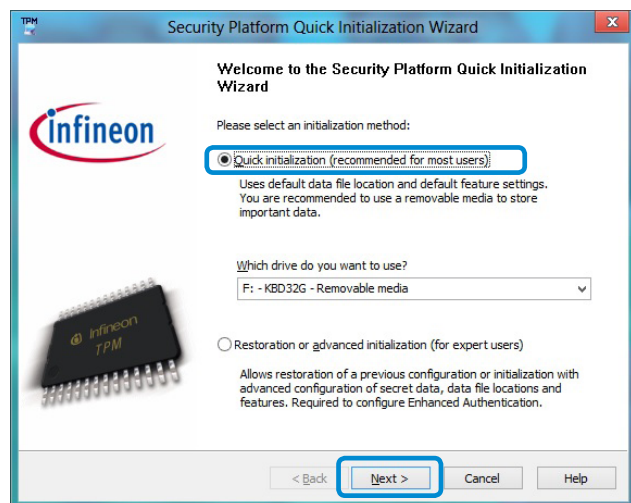 TPM
Security Platform Quick Initialization Wizard
X
Welcome to the Security Platform Quick Initialization
Wizard
infineon
Please select an initialization method:
Quick initialization (recommended for most users)
Uses default data file location and default feature settings.
You are recommended to use a removable media to store
important data.
Which drive do you want to use?
F: - KBD32G - Removable media
Infineon
TPM
Restoration or advanced initialization (for expert users)
Allows restoration of a previous configuration or initialization with
advanced configuration of secret data, data file locations and
features. Required to configure Enhanced Authentication.
< Back Next > Cancel Help